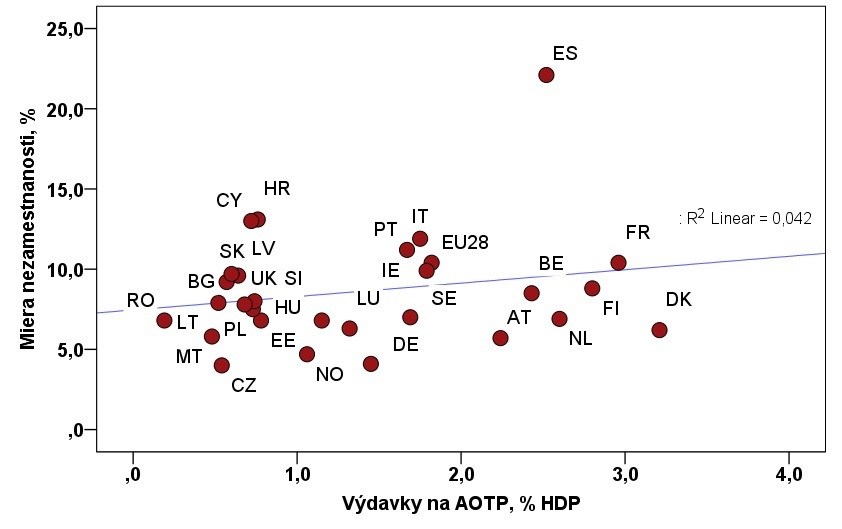 25,0
20,0
15,0
10,0
5,0
,0
Miera nezamestnanosti, %
ES
HR
CY
IT
PT
EU28
: R2 Linear = 0,042
FR
SK
LV
IE
BE
BG
UK
SI
RO
LU
SE
DK
HU
FI
LT
PL
AT
EE
DE
NL
MT
NO
CZ
,0
1,0
2,0
3,0
4,0
Výdavky na AOTP, % HDP